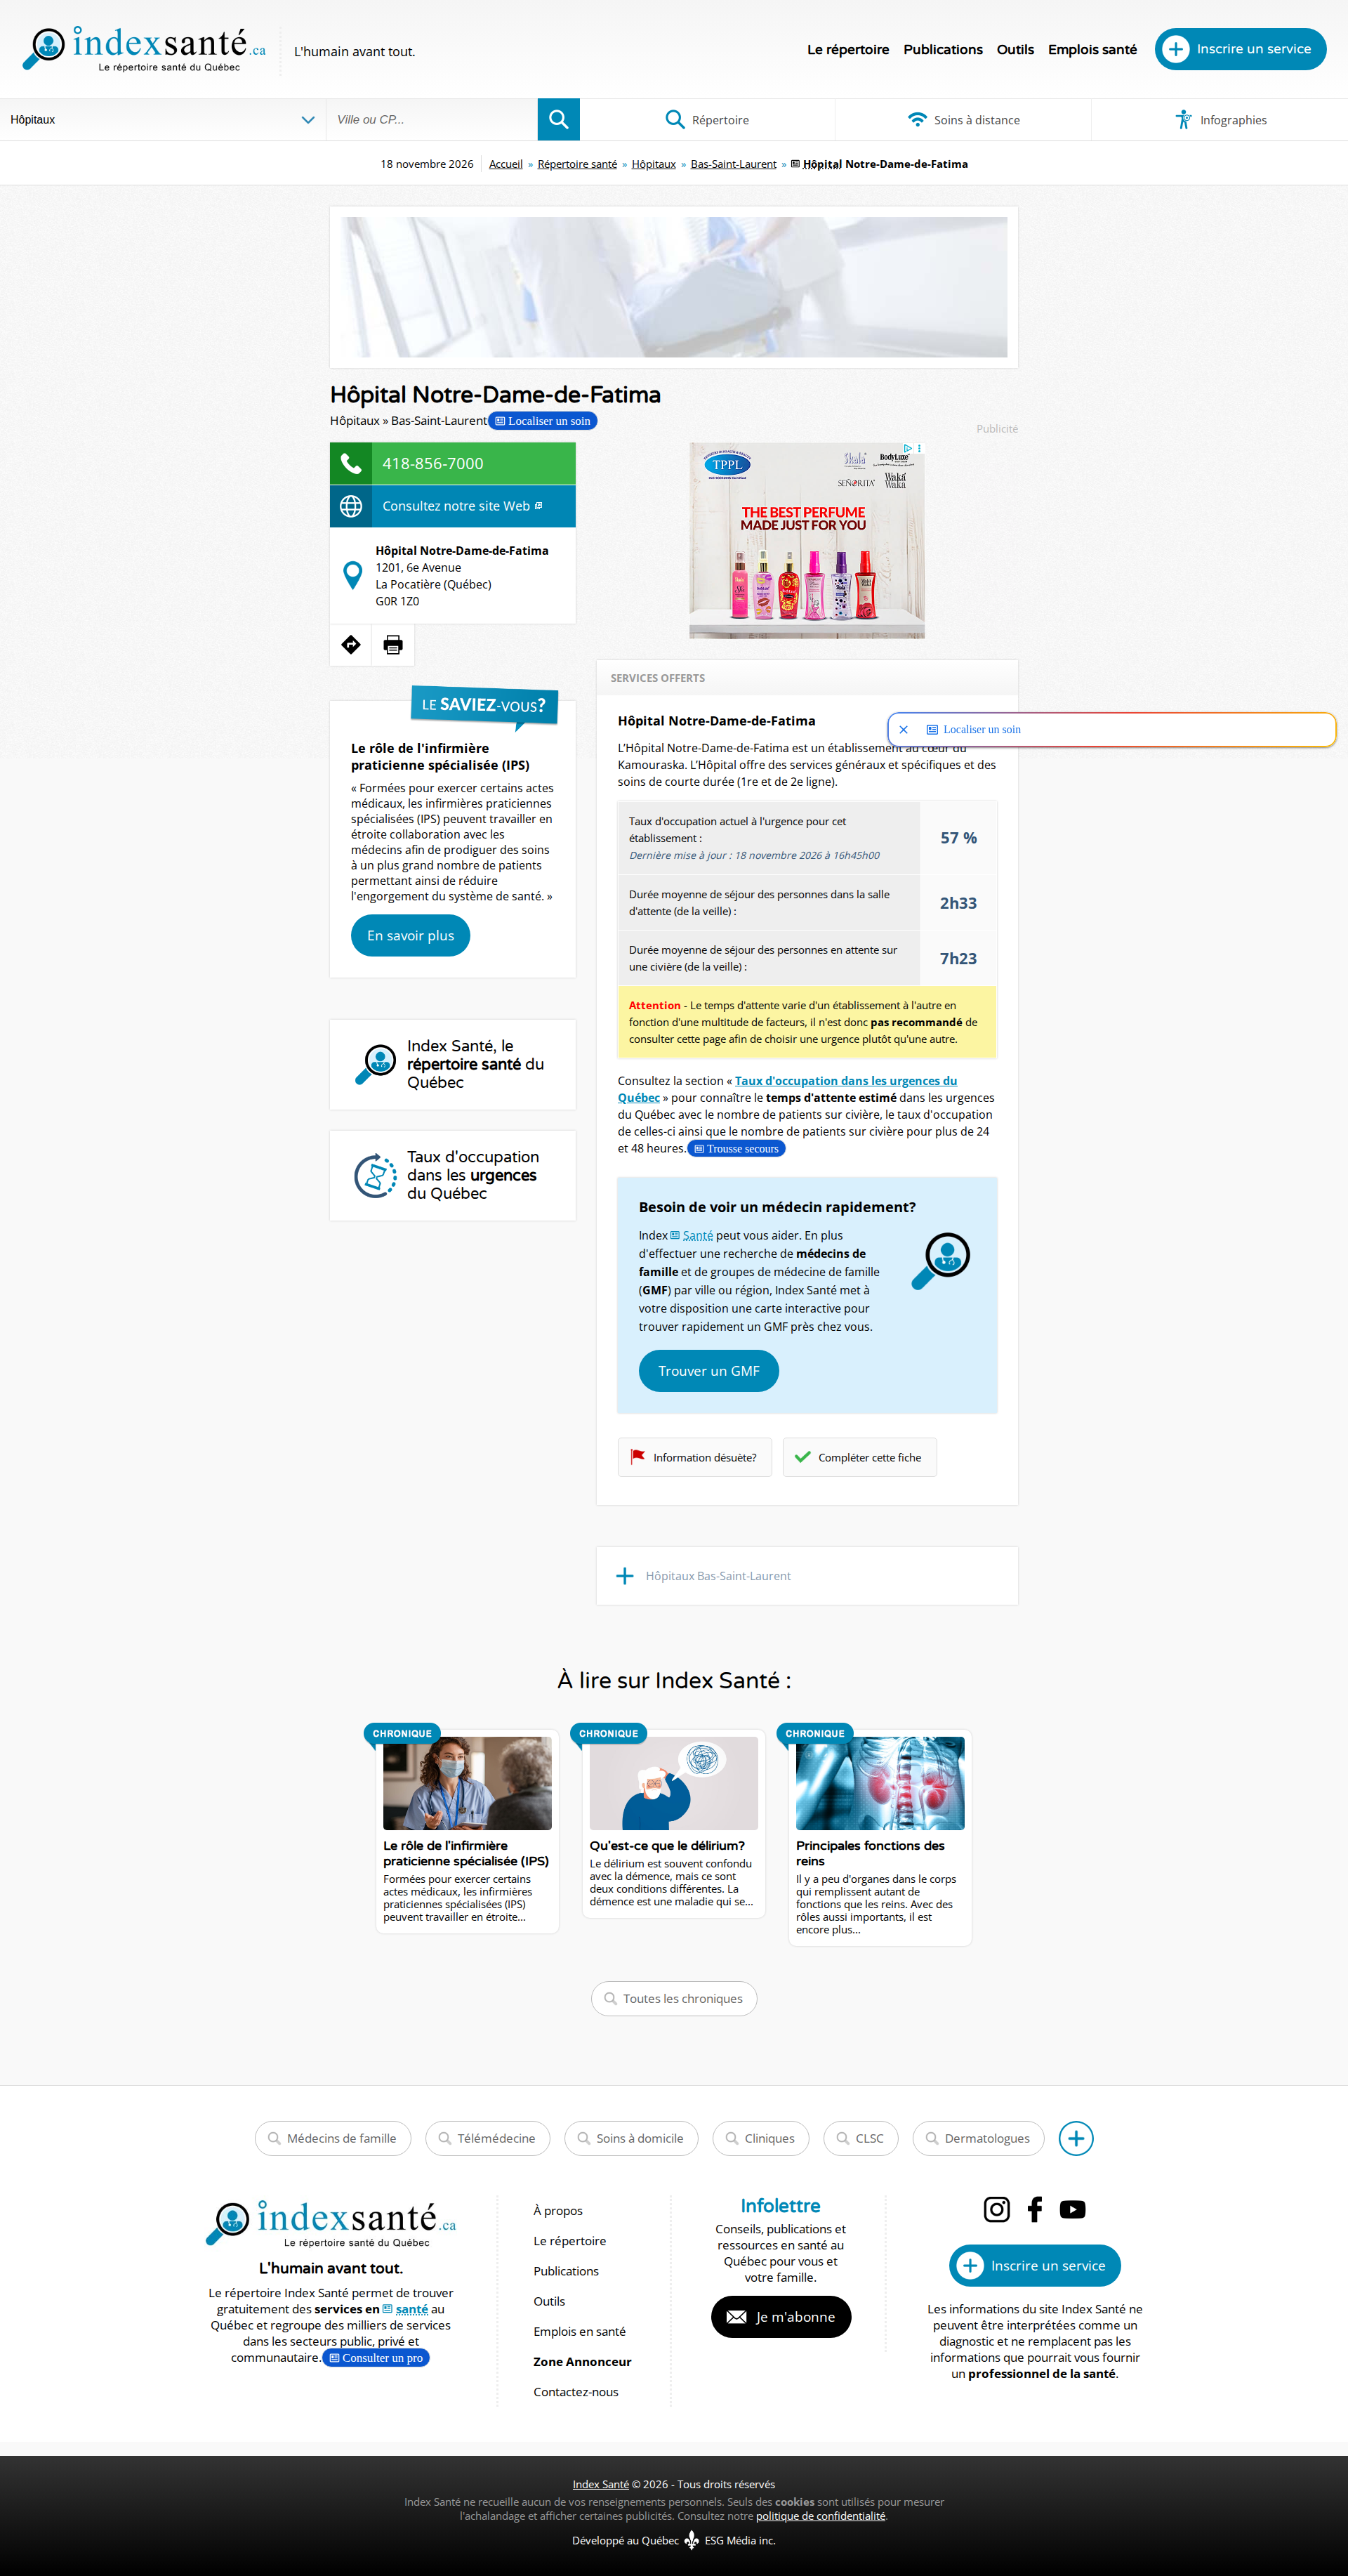 indexsanté.ca
Le répertoire santé du Québec
L'humain avant tout.
Le répertoire
Publications
Outils
Emplois santé
Inscrire un service
Hôpitaux
Ville ou CP...
Répertoire
Soins à distance
Infographies
18 novembre 2026
Accueil » Répertoire santé » Hôpitaux » Bas-Saint-Laurent » Hôpital Notre-Dame-de-Fatima
Hôpital Notre-Dame-de-Fatima
Hôpitaux » Bas-Saint-Laurent Localiser un soin
Publicité
418-856-7000
Consultez notre site Web
Hôpital Notre-Dame-de-Fatima
1201, 6e Avenue
La Pocatière (Québec)
G0R 1Z0
TPPL
Skala
BodyLuxe
SEÑORITA
Waka Waka
THE BEST PERFUME
MADE JUST FOR YOU
LE SAVIEZ-VOUS?
Le rôle de l'infirmière
praticienne spécialisée (IPS)
« Formées pour exercer certains actes
médicaux, les infirmières praticiennes
spécialisées (IPS) peuvent travailler en
étroite collaboration avec les
médecins afin de prodiguer des soins
à un plus grand nombre de patients
permettant ainsi de réduire
l'engorgement du système de santé. »
En savoir plus
Index Santé, le
répertoire santé du
Québec
Taux d'occupation
dans les urgences
du Québec
SERVICES OFFERTS
Hôpital Notre-Dame-de-Fatima
Localiser un soin
L'Hôpital Notre-Dame-de-Fatima est un établissement au cœur du
Kamouraska. L'Hôpital offre des services généraux et spécifiques et des
soins de courte durée (1re et de 2e ligne).
Taux d'occupation actuel à l'urgence pour cet
établissement :
Dernière mise à jour : 18 novembre 2026 à 16h45h00
57 %
Durée moyenne de séjour des personnes dans la salle
d'attente (de la veille) :
2h33
Durée moyenne de séjour des personnes en attente sur
une civière (de la veille) :
7h23
Attention - Le temps d'attente varie d'un établissement à l'autre en
fonction d'une multitude de facteurs, il n'est donc pas recommandé de
consulter cette page afin de choisir une urgence plutôt qu'une autre.
Consultez la section « Taux d'occupation dans les urgences du
Québec » pour connaître le temps d'attente estimé dans les urgences
du Québec avec le nombre de patients sur civière, le taux d'occupation
de celles-ci ainsi que le nombre de patients sur civière pour plus de 24
et 48 heures. Trousse secours
Besoin de voir un médecin rapidement?
Index Santé peut vous aider. En plus
d'effectuer une recherche de médecins de
famille et de groupes de médecine de famille
(GMF) par ville ou région, Index Santé met à
votre disposition une carte interactive pour
trouver rapidement un GMF près chez vous.
Trouver un GMF
Information désuète?
Compléter cette fiche
Hôpitaux Bas-Saint-Laurent
À lire sur Index Santé :
CHRONIQUE
Le rôle de l'infirmière
praticienne spécialisée (IPS)
Formées pour exercer certains
actes médicaux, les infirmières
praticiennes spécialisées (IPS)
peuvent travailler en étroite...
CHRONIQUE
Qu'est-ce que le délirium?
Le délirium est souvent confondu
avec la démence, mais ce sont
deux conditions différentes. La
démence est une maladie qui se...
CHRONIQUE
Principales fonctions des
reins
Il y a peu d'organes dans le corps
qui remplissent autant de
fonctions que les reins. Avec des
rôles aussi importants, il est
encore plus...
Toutes les chroniques
Médecins de famille
Télémédecine
Soins à domicile
Cliniques
CLSC
Dermatologues
indexsanté.ca
Le répertoire santé du Québec
L'humain avant tout.
Le répertoire Index Santé permet de trouver
gratuitement des services en santé au
Québec et regroupe des milliers de services
dans les secteurs public, privé et
communautaire. Consulter un pro
À propos
Le répertoire
Publications
Outils
Emplois en santé
Zone Annonceur
Contactez-nous
Infolettre
Conseils, publications et
ressources en santé au
Québec pour vous et
votre famille.
Je m'abonne
Inscrire un service
Les informations du site Index Santé ne
peuvent être interprétées comme un
diagnostic et ne remplacent pas les
informations que pourrait vous fournir
un professionnel de la santé.
Index Santé © 2026 - Tous droits réservés
Index Santé ne recueille aucun de vos renseignements personnels. Seuls des cookies sont utilisés pour mesurer
l'achalandage et afficher certaines publicités. Consultez notre politique de confidentialité.
Développé au Québec ESG Média inc.